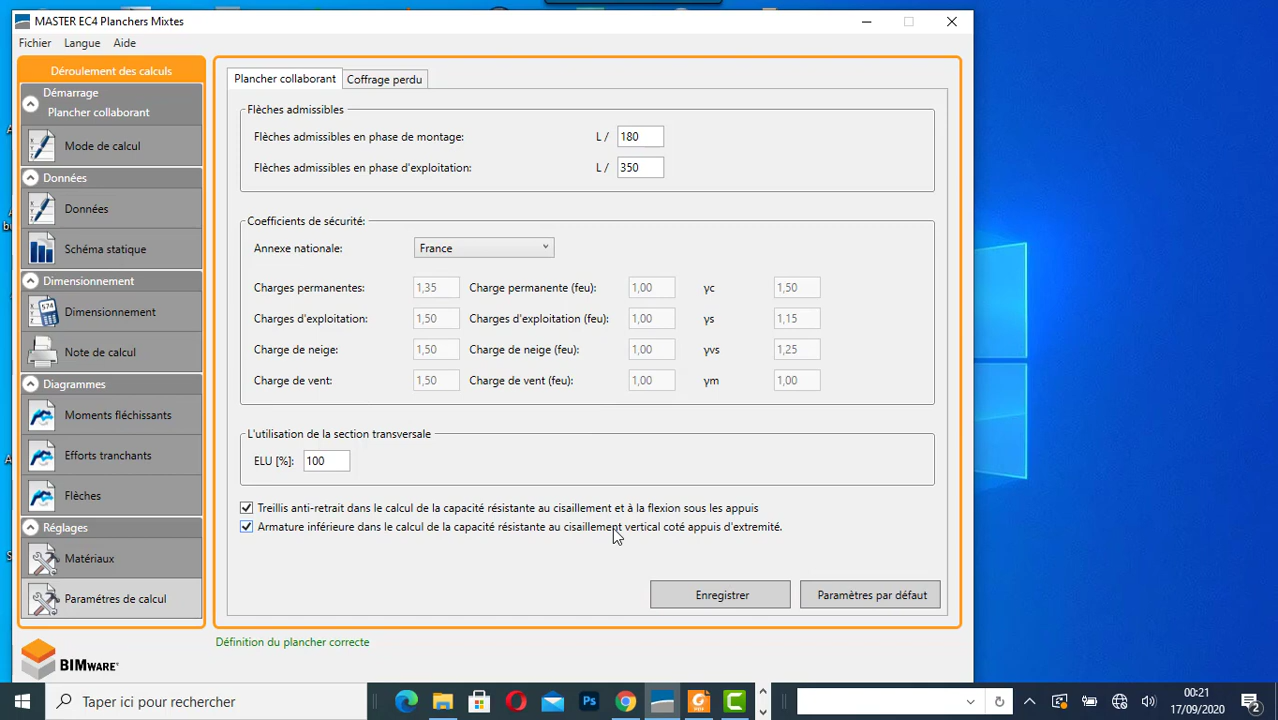 MASTER EC4 Planchers Mixtes
Fichier Langue Aide
Déroulement des calculs
Démarrage
Plancher collaborant
Mode de calcul
Données
Données
Schéma statique
Dimensionnement
Dimensionnement
Note de calcul
Diagrammes
Moments fléchissants
Efforts tranchants
Flèches
Réglages
Matériaux
Paramétres de calcul
BIMware
Plancher collaborant Coffrage perdu
Flèches admissibles
Flèches admissibles en phase de montage: L / 180
Flèches admissibles en phase d'exploitation: L / 350
Coefficients de sécurité:
Annexe nationale: France
Charges permanentes: 1,35 Charge permanente (feu): 1,00 γc 1,50
Charges d'exploitation: 1,50 Charges d'exploitation (feu): 1,00 γs 1,15
Charge de neige: 1,50 Charge de neige (feu): 1,00 γvs 1,25
Charge de vent: 1,50 Charge de vent (feu): 1,00 γm 1,00
L'utilisation de la section transversale
ELU [%]: 100
Treillis anti-retrait dans le calcul de la capacité résistante au cisaillement et à la flexion sous les appuis
Armature inférieure dans le calcul de la capacité résistante au cisaillement vertical coté appuis d'extremité.
Enregistrer Paramètres par défaut
Définition du plancher correcte
Taper ici pour rechercher
Ps
PDF
00:21
17/09/2020
2